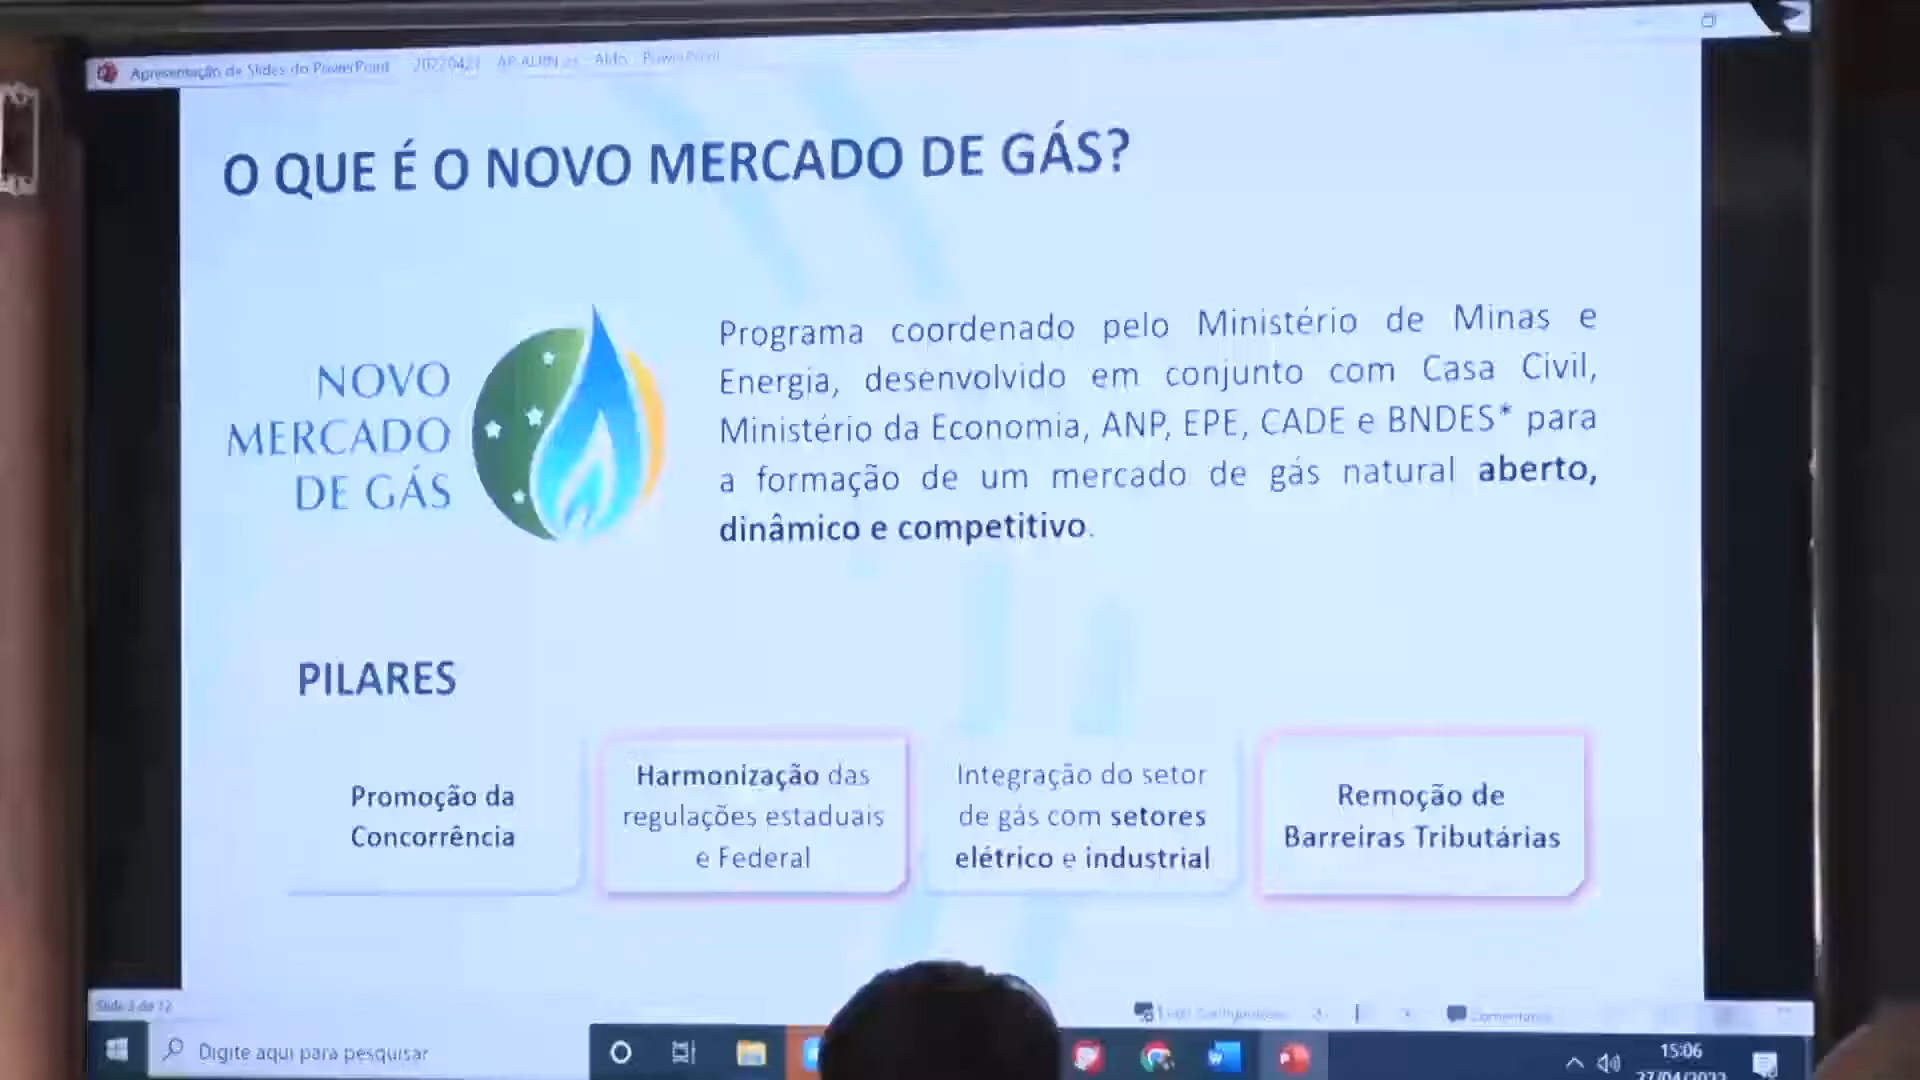 Apresentação de Slides do PowerPoint
O QUE É O NOVO MERCADO DE GÁS?
NOVO
MERCADO
DE GÁS
Programa coordenado pelo Ministério de Minas e
Energia, desenvolvido em conjunto com Casa Civil,
Ministério da Economia, ANP, EPE, CADE e BNDES* para
a formação de um mercado de gás natural aberto,
dinâmico e competitivo.
PILARES
Promoção da
Concorrência
Harmonização das
regulações estaduais
e Federal
Integração do setor
de gás com setores
elétrico e industrial
Remoção de
Barreiras Tributárias
Digite aqui para pesquisar
15:06
27/04/2022